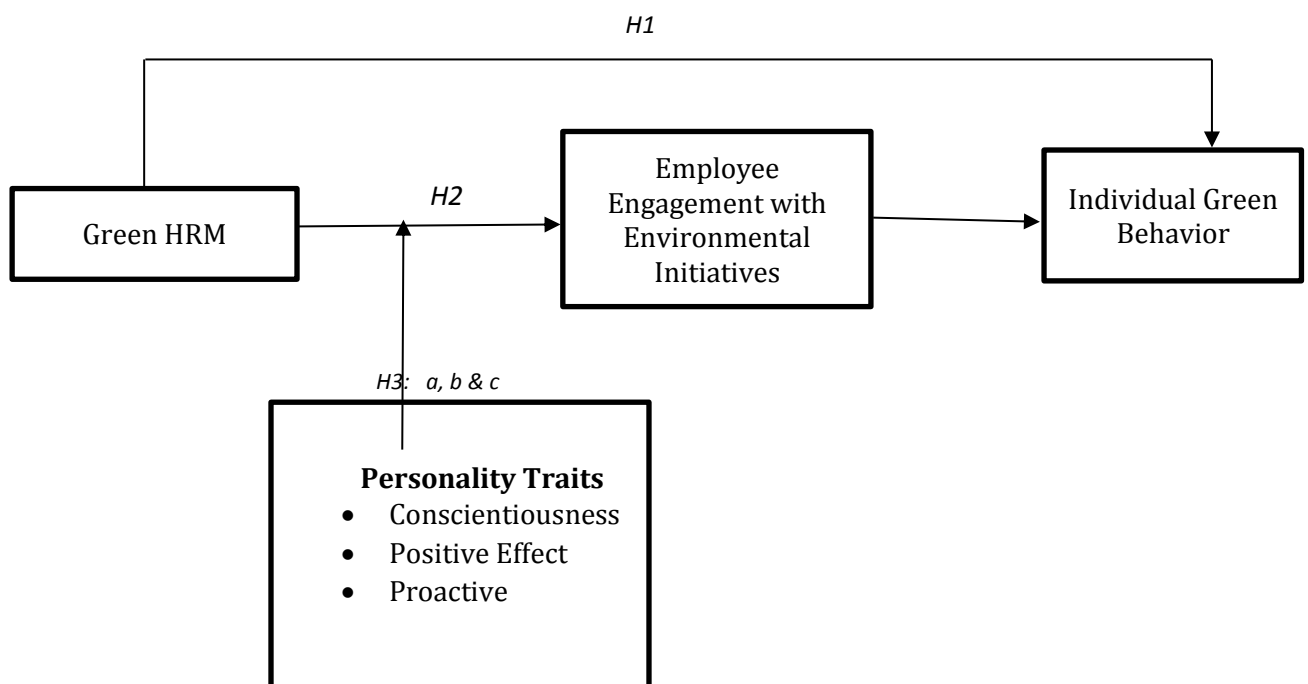 H1
Green HRM
H2
Employee
Engagement with
Environmental
Initiatives
Individual Green
Behavior
H3: a, b & c
Personality Traits
• Conscientiousness
• Positive Effect
• Proactive